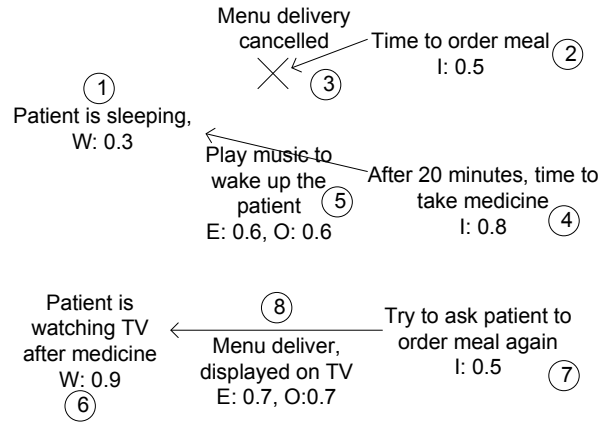 Menu delivery
cancelled
Time to order meal
I: 0.5
2
3
1
Patient is sleeping,
W: 0.3
Play music to
wake up the
patient
E: 0.6, O: 0.6
5
After 20 minutes, time to
take medicine
I: 0.8
4
Patient is
watching TV
after medicine
W: 0.9
6
8
Menu deliver,
displayed on TV
E: 0.7, O:0.7
Try to ask patient to
order meal again
I: 0.5
7